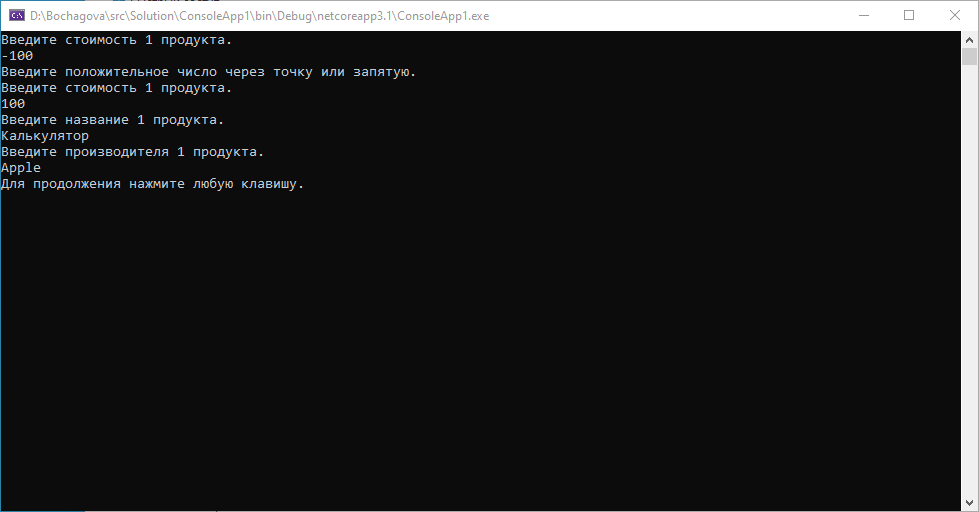 D:\Bochagova\src\Solution\ConsoleApp1\bin\Debug\netcoreapp3.1\ConsoleApp1.exe
Введите стоимость 1 продукта.
-100
Введите положительное число через точку или запятую.
Введите стоимость 1 продукта.
100
Введите название 1 продукта.
Калькулятор
Введите производителя 1 продукта.
Apple
Для продолжения нажмите любую клавишу.